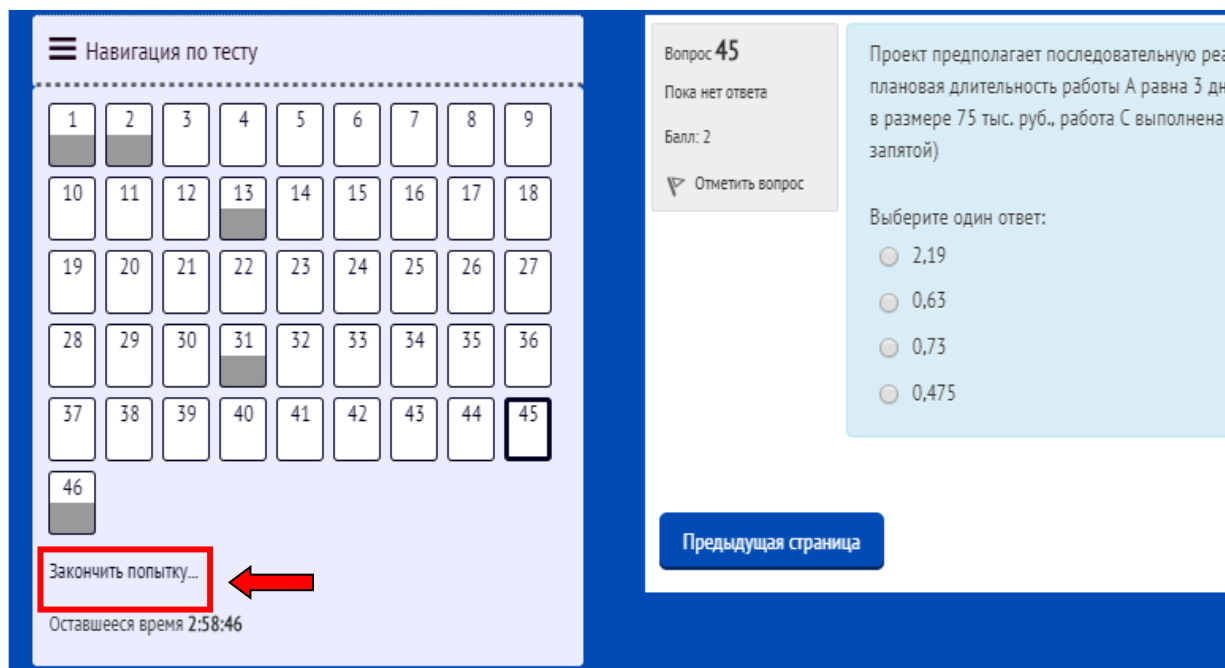 Навигация по тесту
1 2 3 4 5 6 7 8 9
10 11 12 13 14 15 16 17 18
19 20 21 22 23 24 25 26 27
28 29 30 31 32 33 34 35 36
37 38 39 40 41 42 43 44 45
46
Закончить попытку...
Оставшееся время 2:58:46
Вопрос 45
Пока нет ответа
Балл: 2
Отметить вопрос
Проект предполагает последовательную
плановая длительность работы А равна 3
в размере 75 тыс. руб., работа С выполнена
запятой)
Выберите один ответ:
2,19
0,63
0,73
0,475
Предыдущая страница